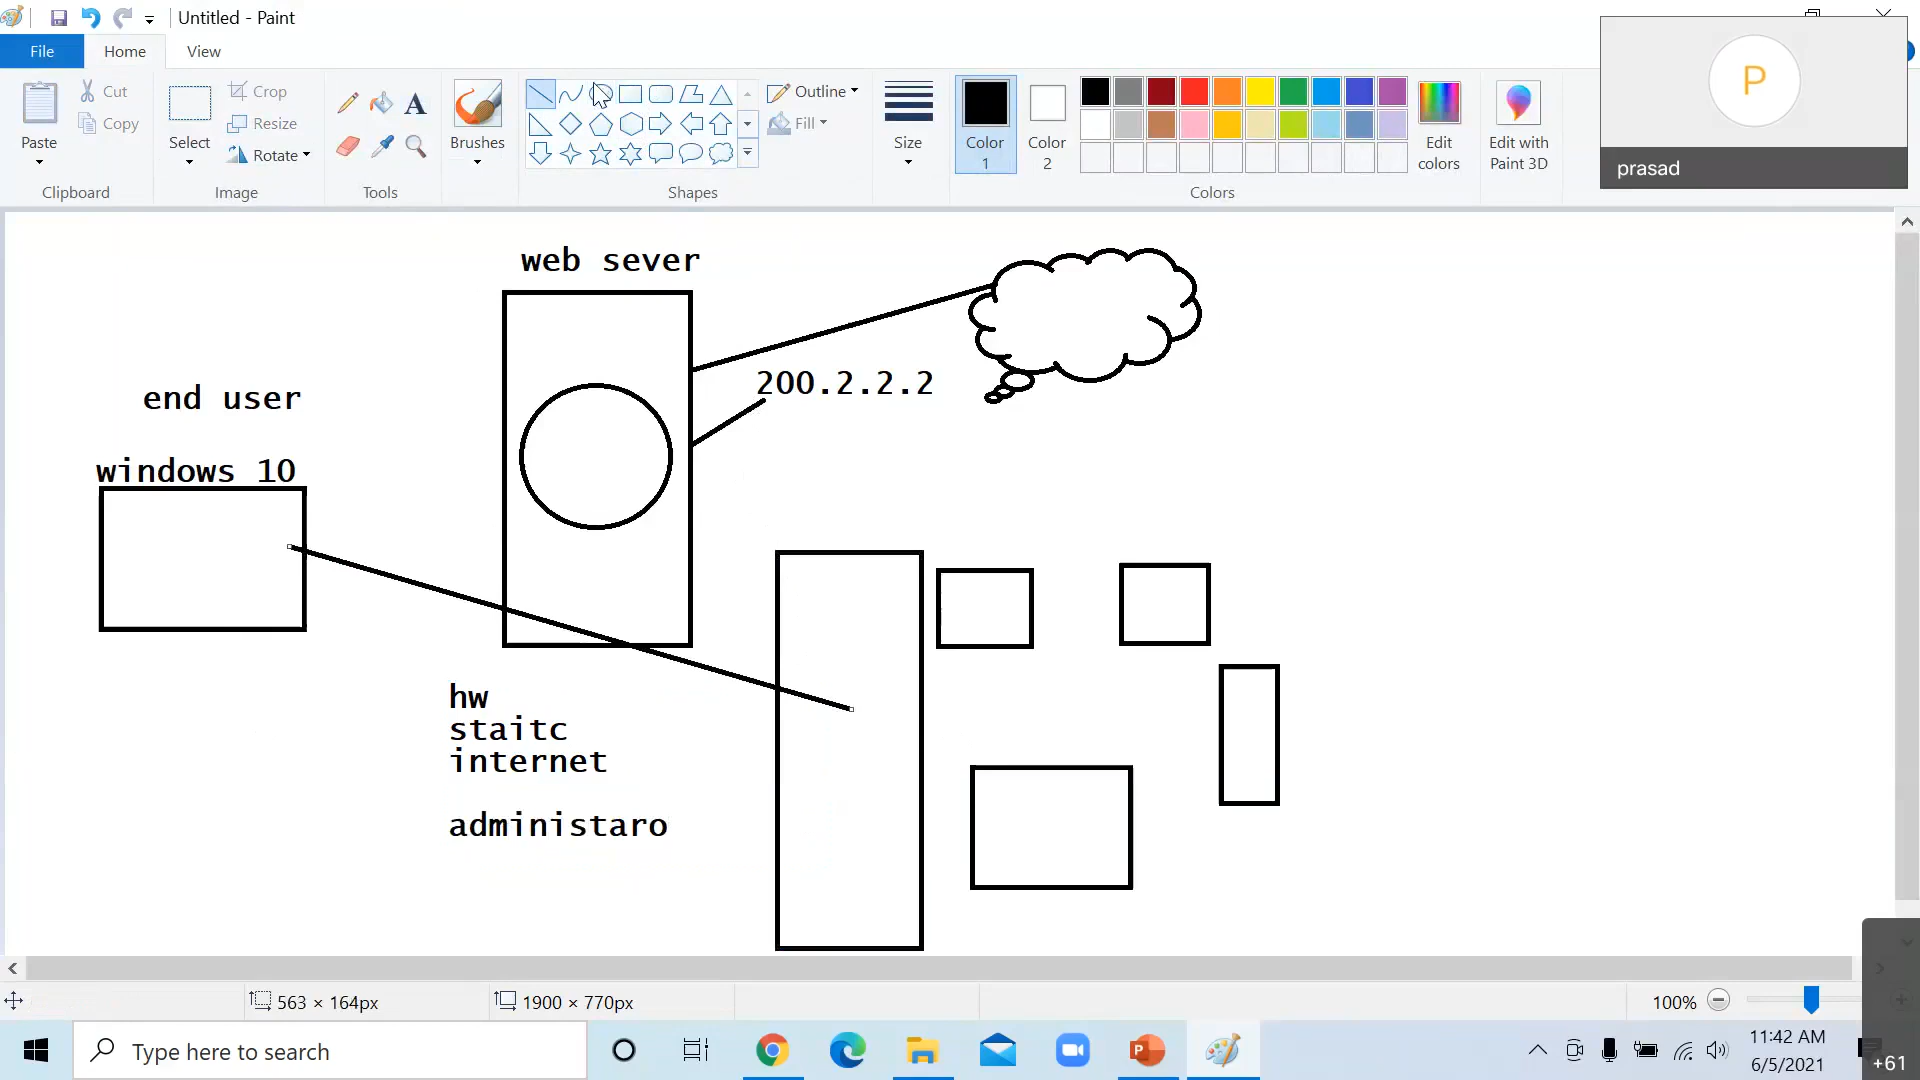 Untitled - Paint
File
Home
View
Paste
Cut
Copy
Clipboard
Select
Crop
Resize
Rotate
Image
A
Tools
Brushes
Shapes
Outline
Fill
Size
Color
1
Color
2
Colors
Edit
colors
Edit with
Paint 3D
P
prasad
web sever
200.2.2.2
end user
windows 10
hw
staitc
internet
administaro
563 × 164px
1900 × 770px
100%
Type here to search
P
11:42 AM
6/5/2021
+61